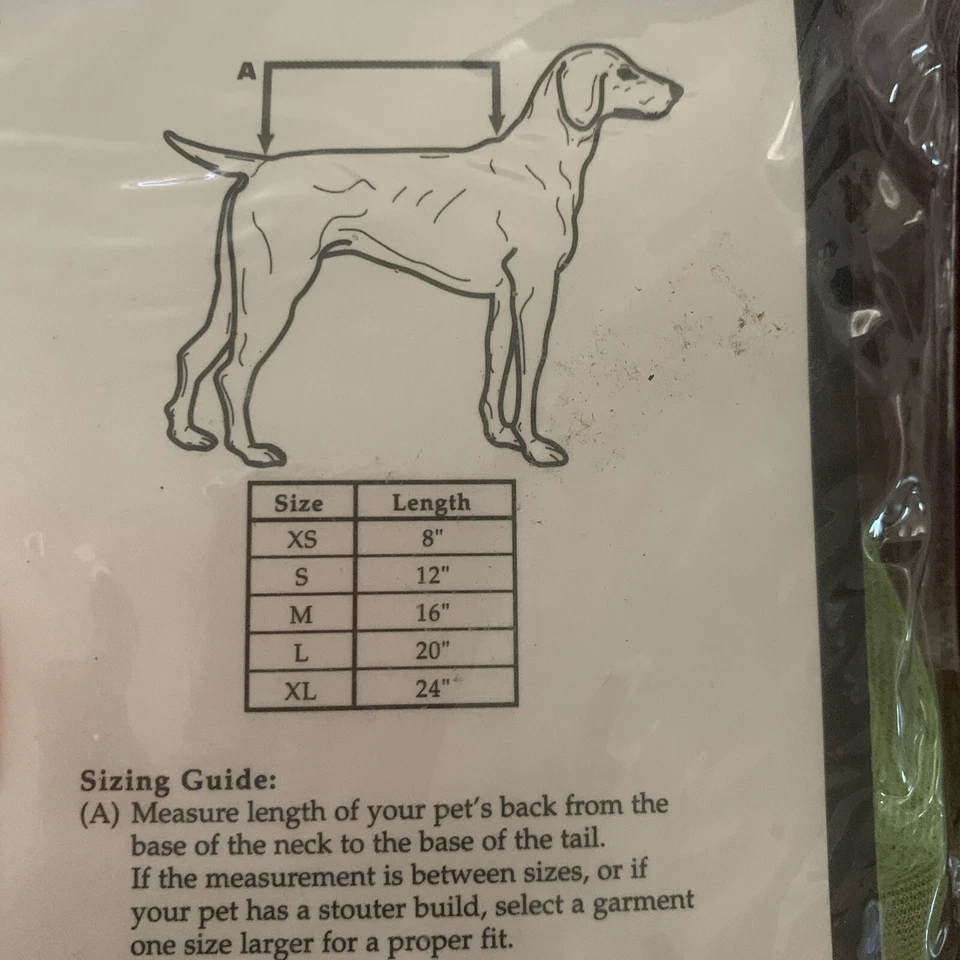 A
Size Length
XS 8"
S 12"
M 16"
L 20"
XL 24"
Sizing Guide:
(A) Measure length of your pet's back from the
base of the neck to the base of the tail.
If the measurement is between sizes, or if
your pet has a stouter build, select a garment
one size larger for a proper fit.